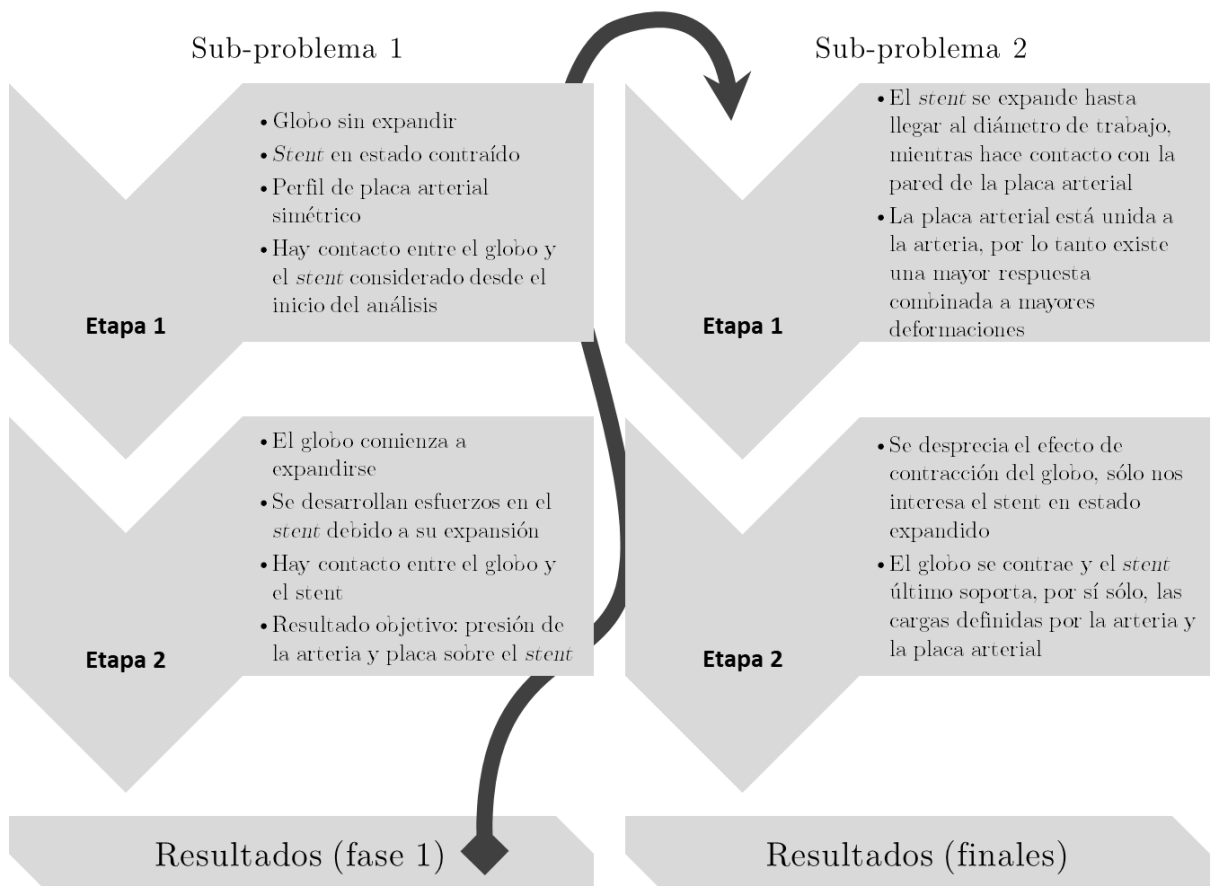 Sub-problema 1
• Globo sin expandir
• Stent en estado contraído
• Perfil de placa arterial
simétrico
• Hay contacto entre el globo y
el stent considerado desde el
inicio del análisis
Etapa 1
• El globo comienza a
expandirse
• Se desarrollan esfuerzos en el
stent debido a su expansión
• Hay contacto entre el globo y
el stent
• Resultado objetivo: presión de
la arteria y placa sobre el stent
Etapa 2
Resultados (fase 1)
Sub-problema 2
• El stent se expande hasta
llegar al diámetro de trabajo,
mientras hace contacto con la
pared de la placa arterial
• La placa arterial está unida a
la arteria, por lo tanto existe
una mayor respuesta
combinada a mayores
deformaciones
Etapa 1
• Se desprecia el efecto de
contracción del globo, sólo nos
interesa el stent en estado
expandido
• El globo se contrae y el stent
último soporta, por sí sólo, las
cargas definidas por la arteria y
la placa arterial
Etapa 2
Resultados (finales)